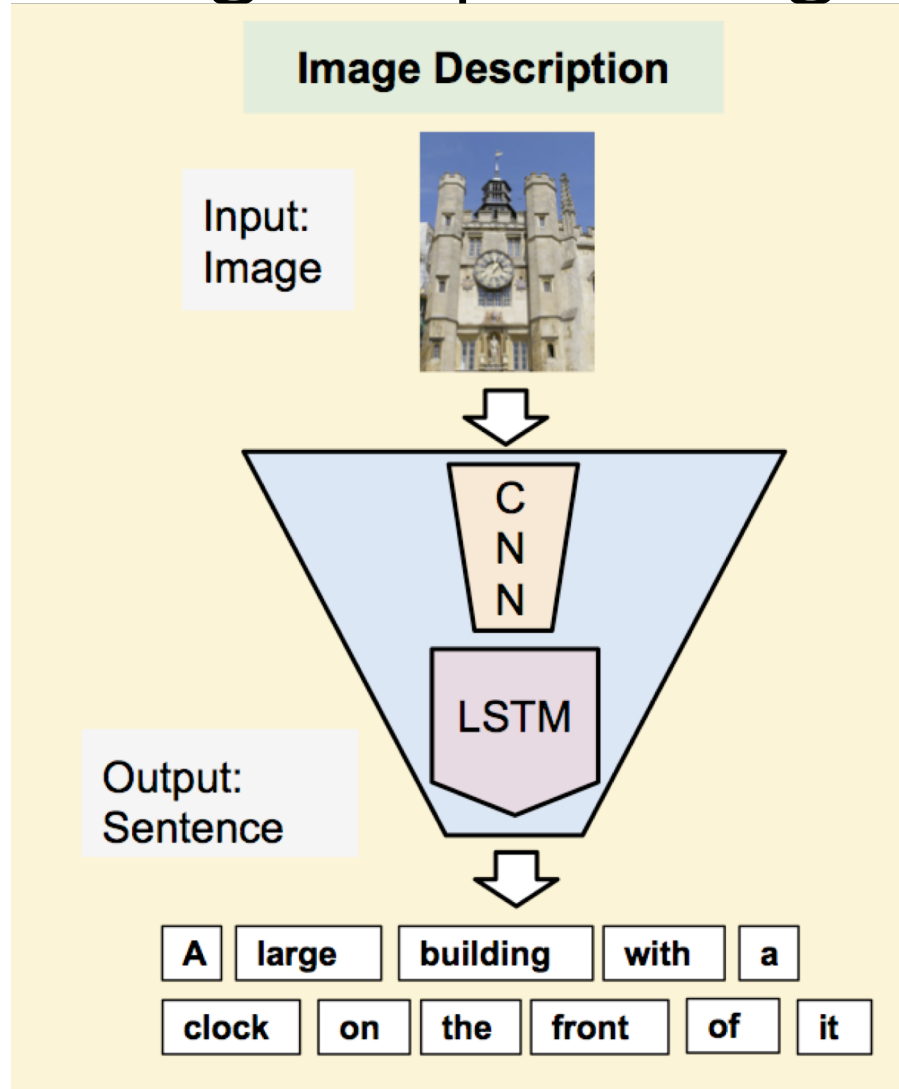 Image Description
Input:
Image
C
N
N
LSTM
Output:
Sentence
A large building with a
clock on the front of it